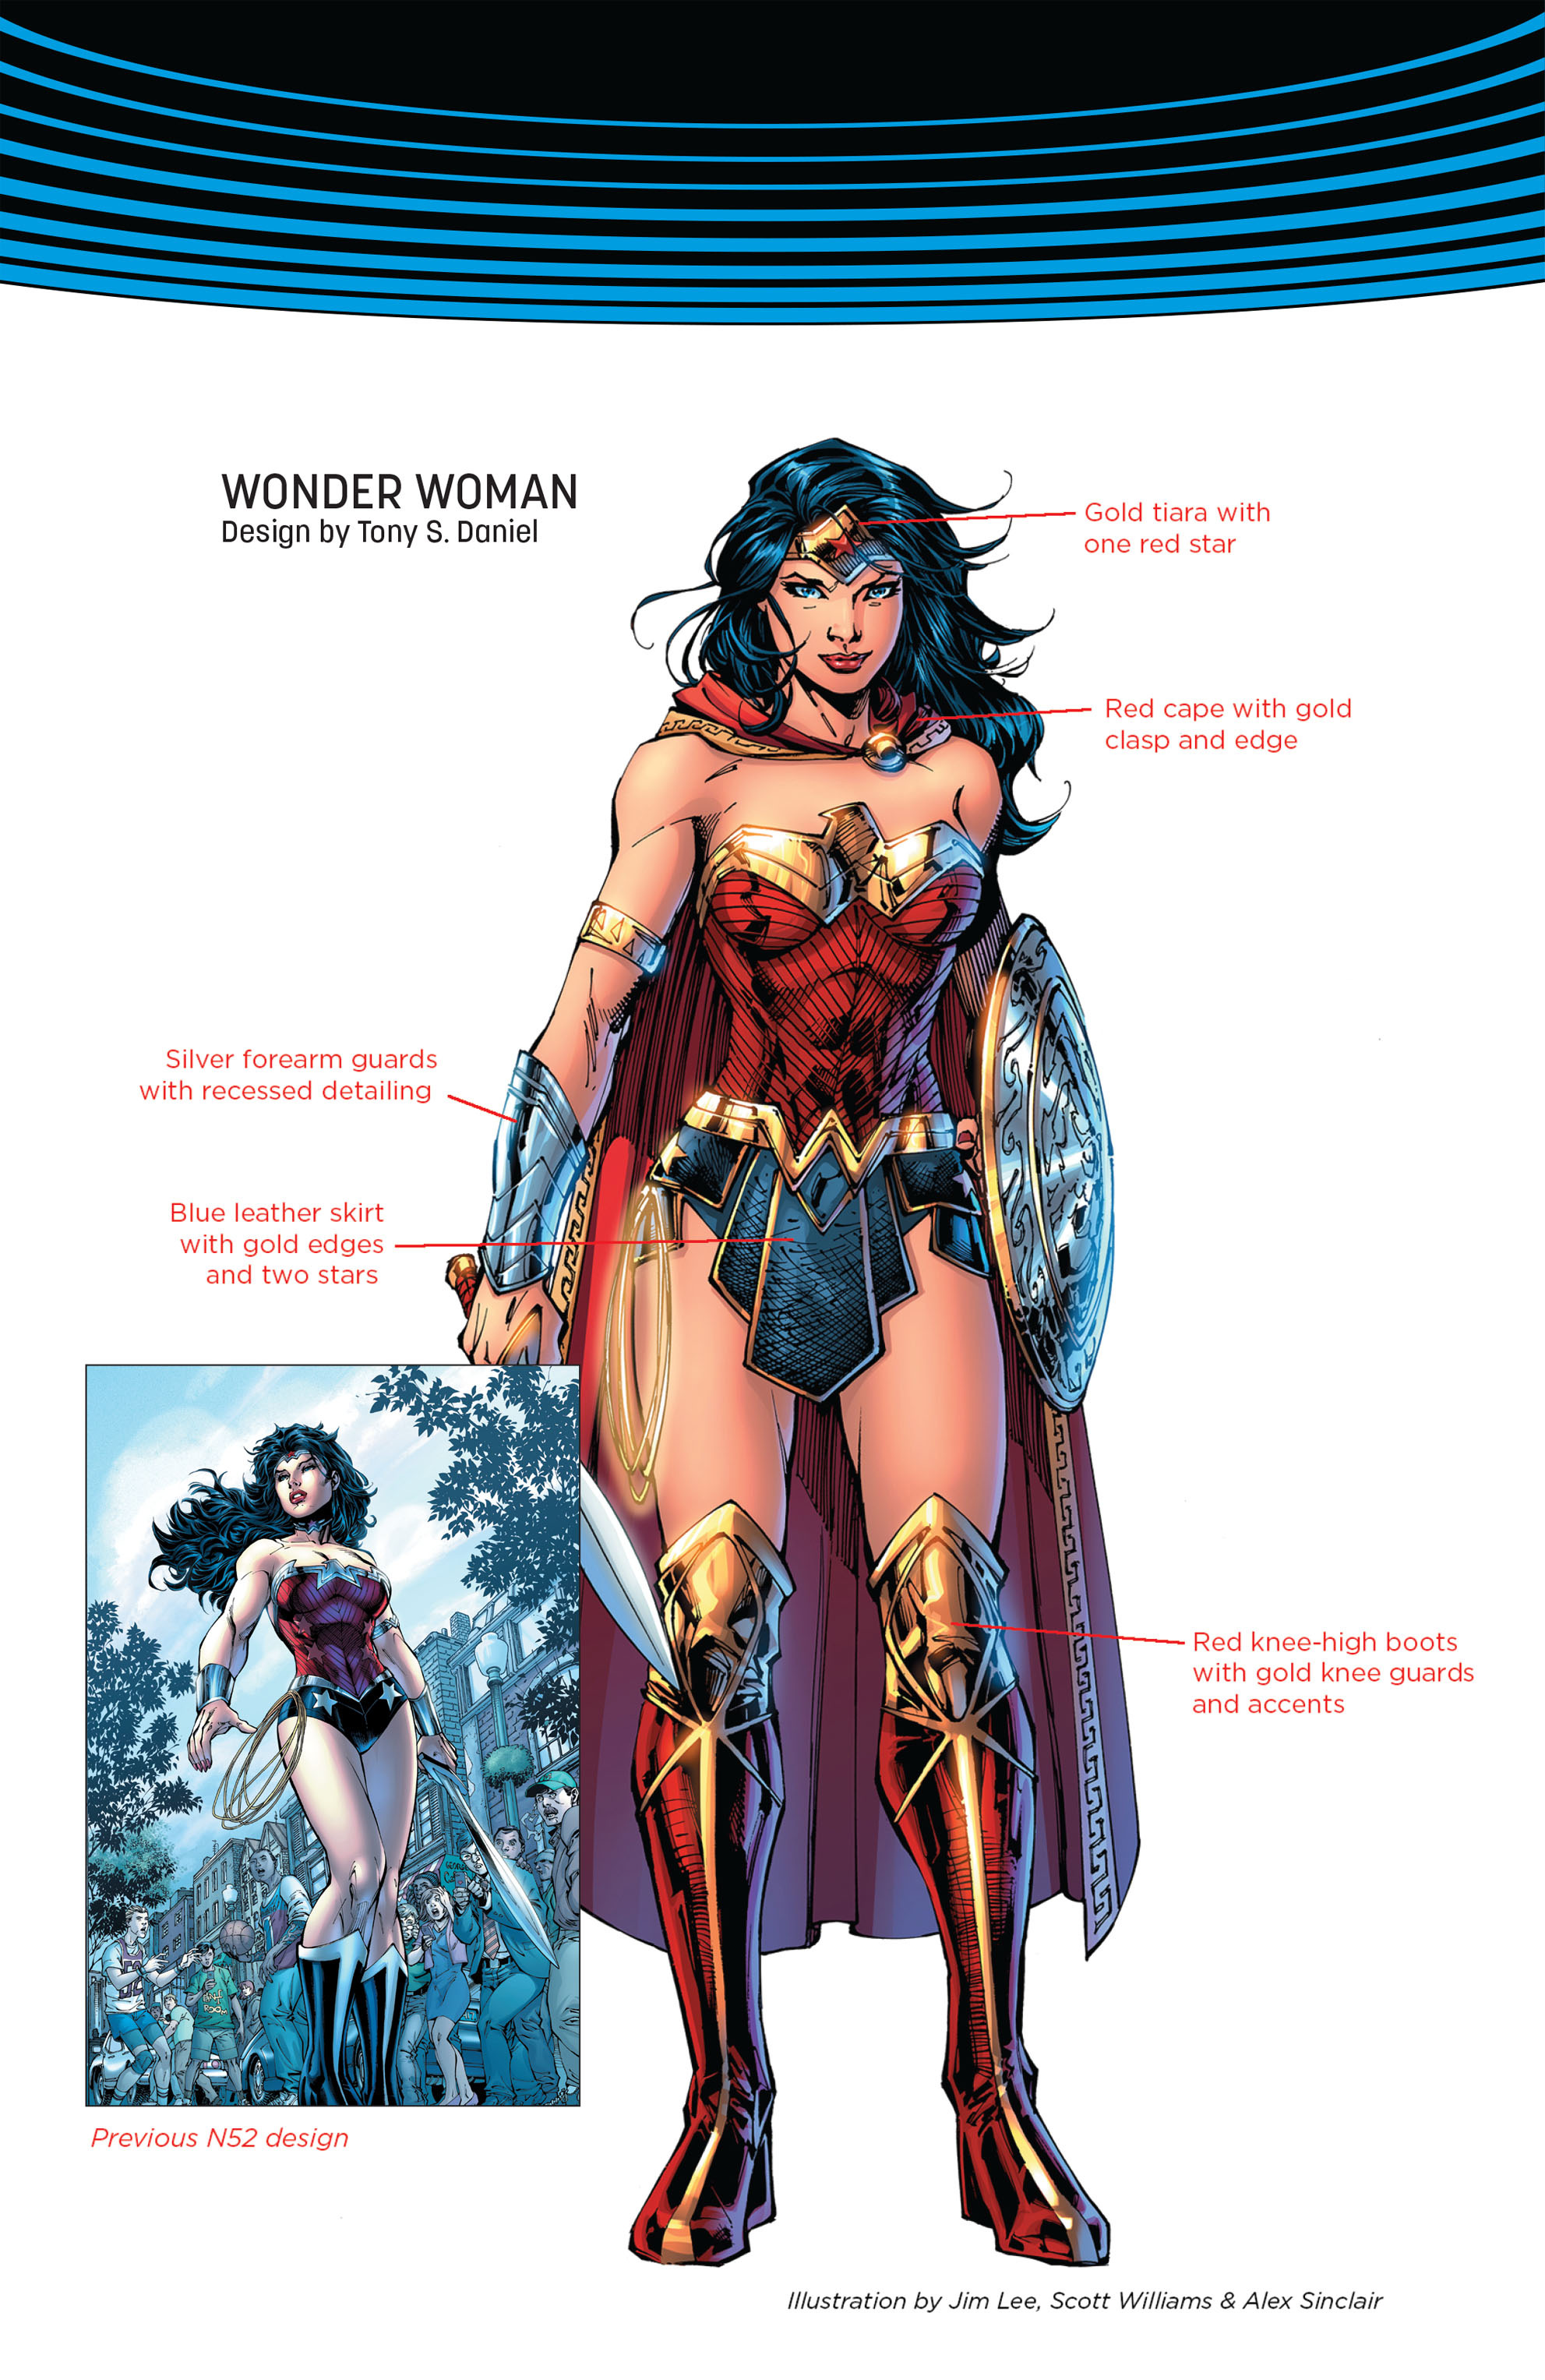 WONDER WOMAN
Design by Tony S. Daniel
Gold tiara with
one red star
Red cape with gold
clasp and edge
Silver forearm guards
with recessed detailing
Blue leather skirt
with gold edges
and two stars
Red knee-high boots
with gold knee guards
and accents
Previous N52 design
Illustration by Jim Lee, Scott Williams & Alex Sinclair